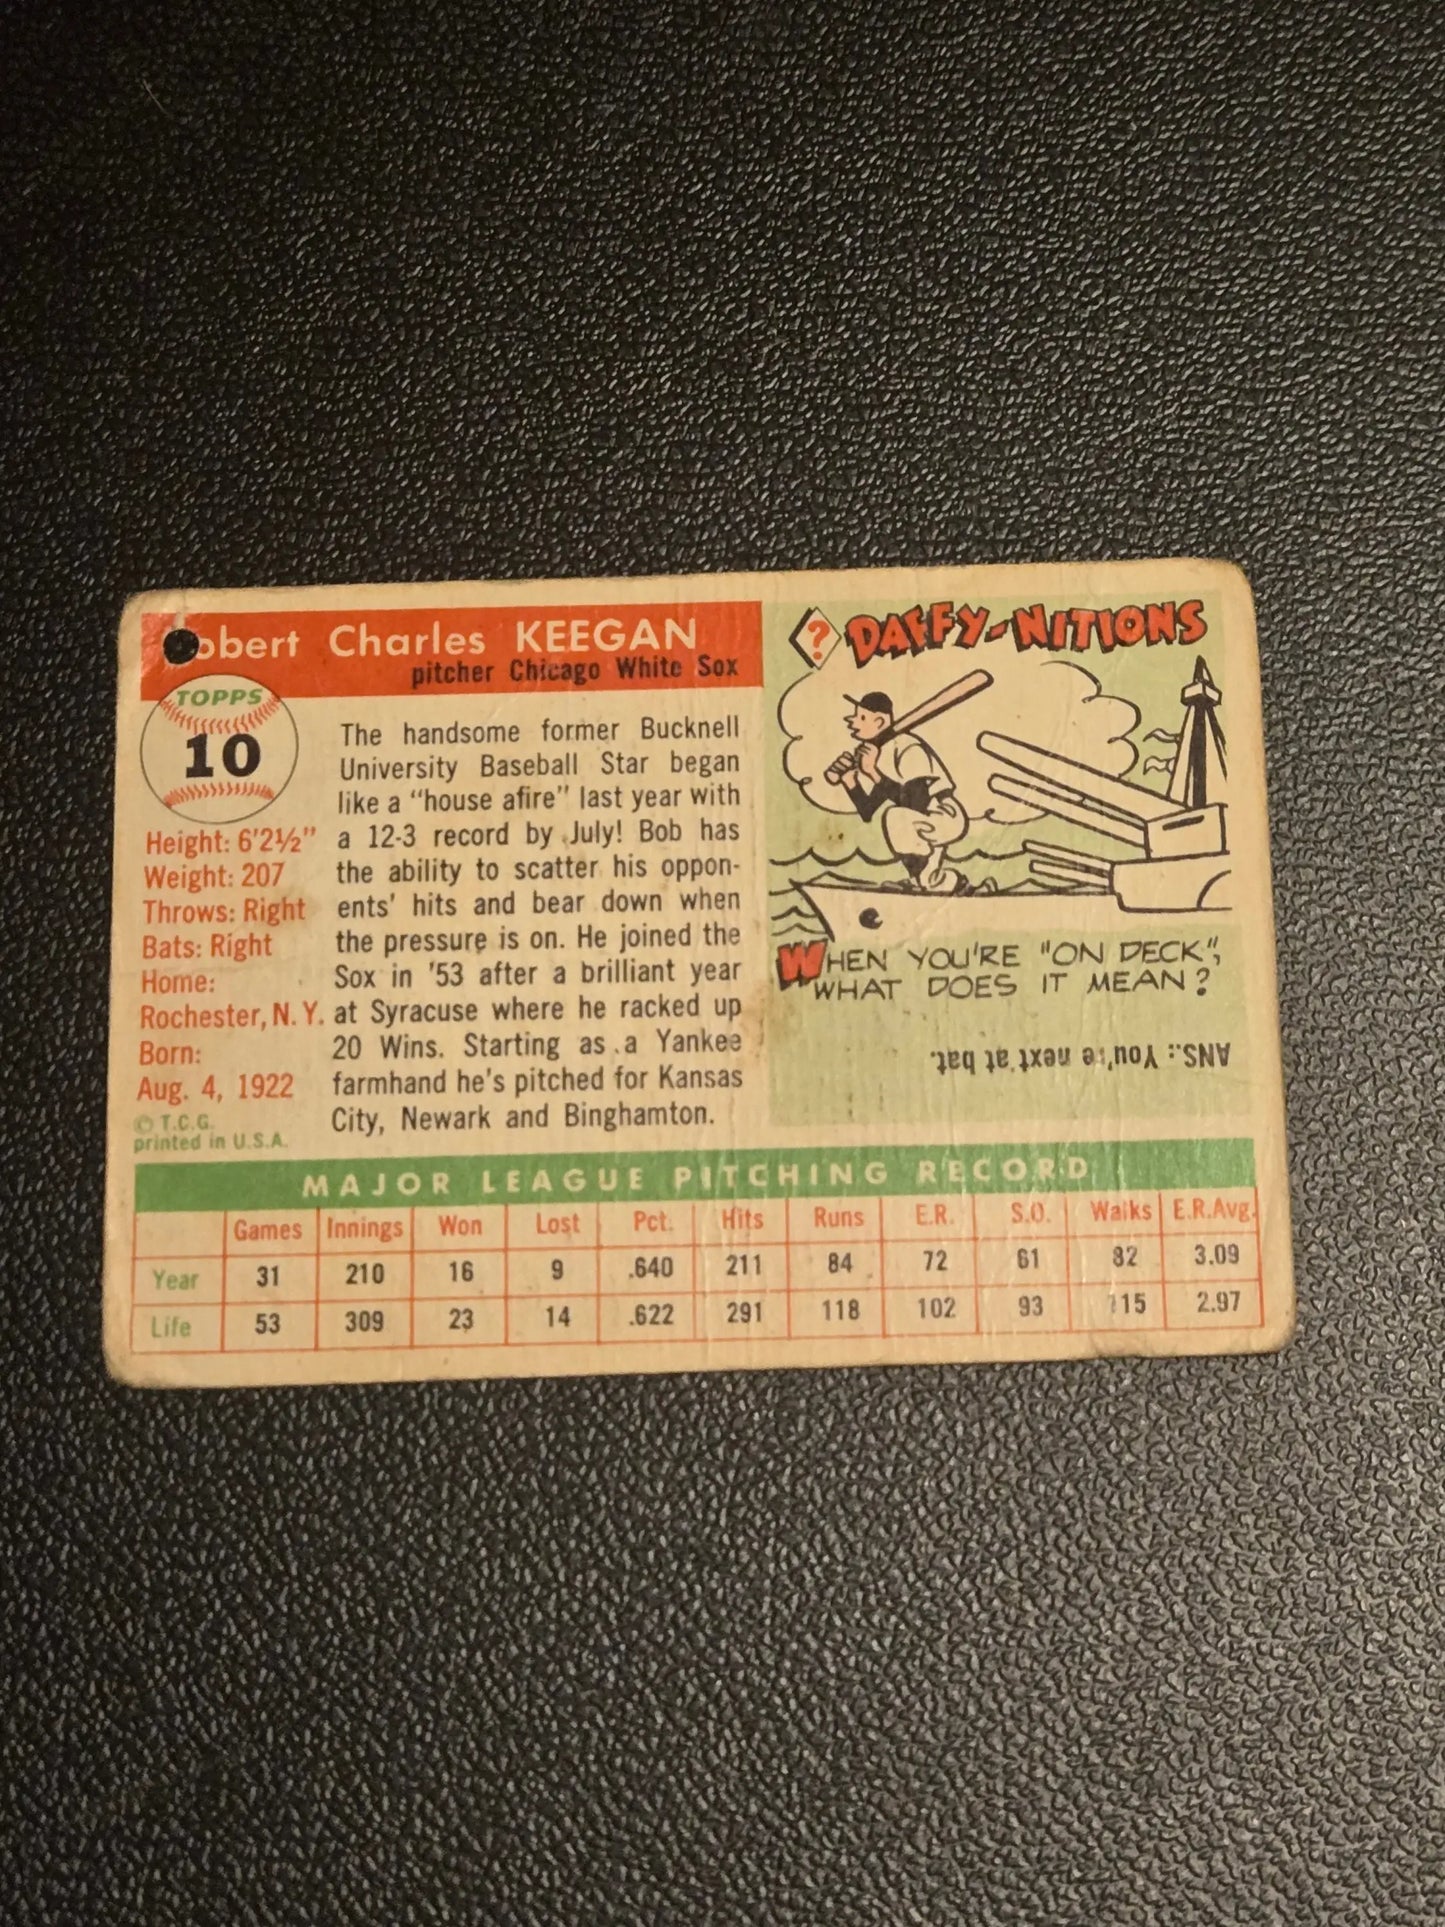 obert Charles KEEGAN
pitcher Chicago White Sox
TOPPS
10
Height: 6'2½"
Weight: 207
Throws: Right
Bats: Right
Home:
Rochester, N. Y.
Born:
Aug. 4, 1922
© T.C.G.
printed in U.S.A.
The handsome former Bucknell
University Baseball Star began
like a "house afire" last year with
a 12-3 record by July! Bob has
the ability to scatter his oppon-
ents' hits and bear down when
the pressure is on. He joined the
Sox in '53 after a brilliant year
at Syracuse where he racked up
20 Wins. Starting as a Yankee
farmhand he's pitched for Kansas
City, Newark and Binghamton.
? DAFFY-NITIONS
WHEN YOU'RE "ON DECK",
WHAT DOES IT MEAN?
ANS.: You're next at bat.
MAJOR LEAGUE PITCHING RECORD
Games Innings Won Lost Pct. Hits Runs E.R. S.O. Walks E.R.Avg.
Year 31 210 16 9 .640 211 84 72 61 82 3.09
Life 53 309 23 14 .622 291 118 102 93 115 2.97